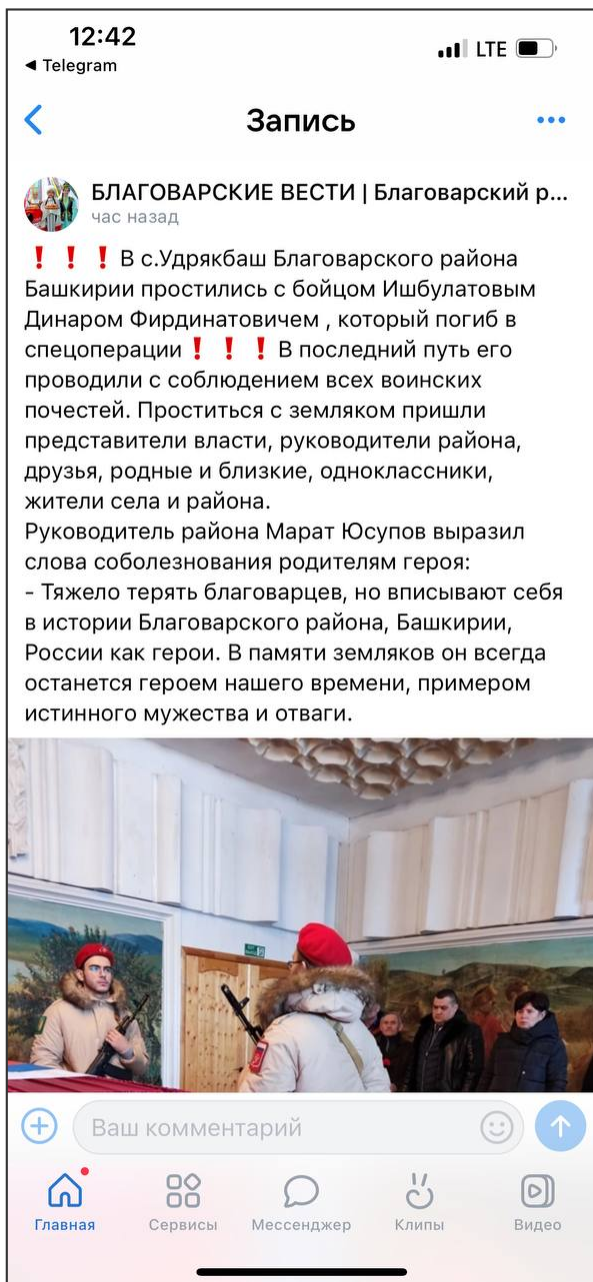 12:42
LTE
◀ Telegram
Запись
БЛАГОВАРСКИЕ ВЕСТИ | Благоварский р...
час назад
❗❗❗В с.Удрякбаш Благоварского района
Башкирии простились с бойцом Ишбулатовым
Динаром Фирдинатовичем , который погиб в
спецоперации❗❗❗В последний путь его
проводили с соблюдением всех воинских
почестей. Проститься с земляком пришли
представители власти, руководители района,
друзья, родные и близкие, одноклассники,
жители села и района.
Руководитель района Марат Юсупов выразил
слова соболезнования родителям героя:
- Тяжело терять благоварцев, но вписывают себя
в истории Благоварского района, Башкирии,
России как герои. В памяти земляков он всегда
останется героем нашего времени, примером
истинного мужества и отваги.
Ваш комментарий
Главная
Сервисы
Мессенджер
Клипы
Видео